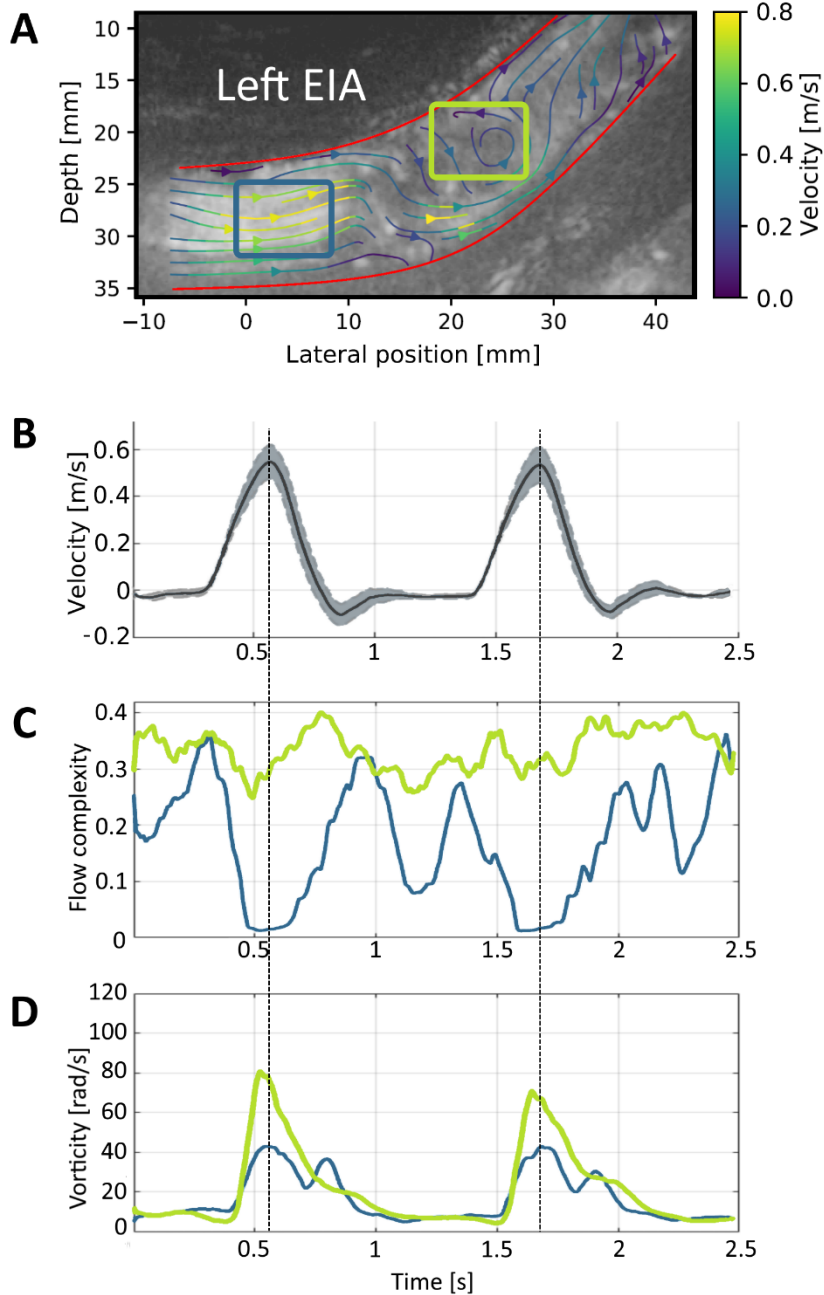 A
Left EIA
Depth [mm]
10
15
20
25
30
35
−10 0 10 20 30 40
Lateral position [mm]
0.8
0.6
0.4
0.2
0.0
Velocity [m/s]
B
Velocity [m/s]
0.6
0.4
0.2
0
-0.2
0.5 1 1.5 2 2.5
C
Flow complexity
0.4
0.3
0.2
0.1
0
0.5 1 1.5 2 2.5
D
Vorticity [rad/s]
120
100
80
60
40
20
0
0.5 1 1.5 2 2.5
Time [s]